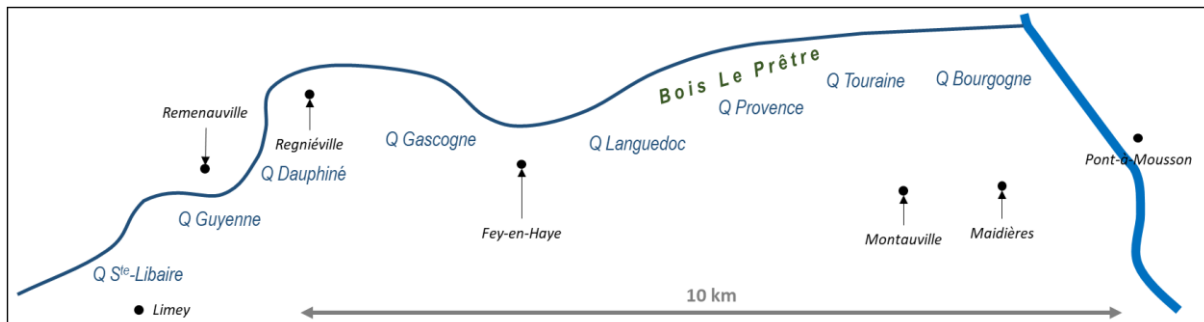 Bois Le Prêtre
Q Touraine
Q Bourgogne
Remenauville
Q Provence
Regniéville
Q Gascogne
Q Languedoc
Pont-à-Mousson
Q Dauphiné
Q Guyenne
Fey-en-Haye
Montauville
Maidières
Q Ste-Libaire
10 km
Limey